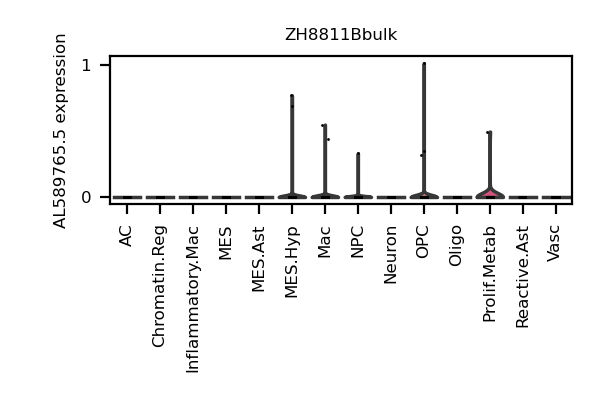 ZH8811Bbulk
AL589765.5 expression
1
0
AC
Chromatin.Reg
Inflammatory.Mac
MES
MES.Ast
MES.Hyp
Mac
NPC
Neuron
OPC
Oligo
Prolif.Metab
Reactive.Ast
Vasc